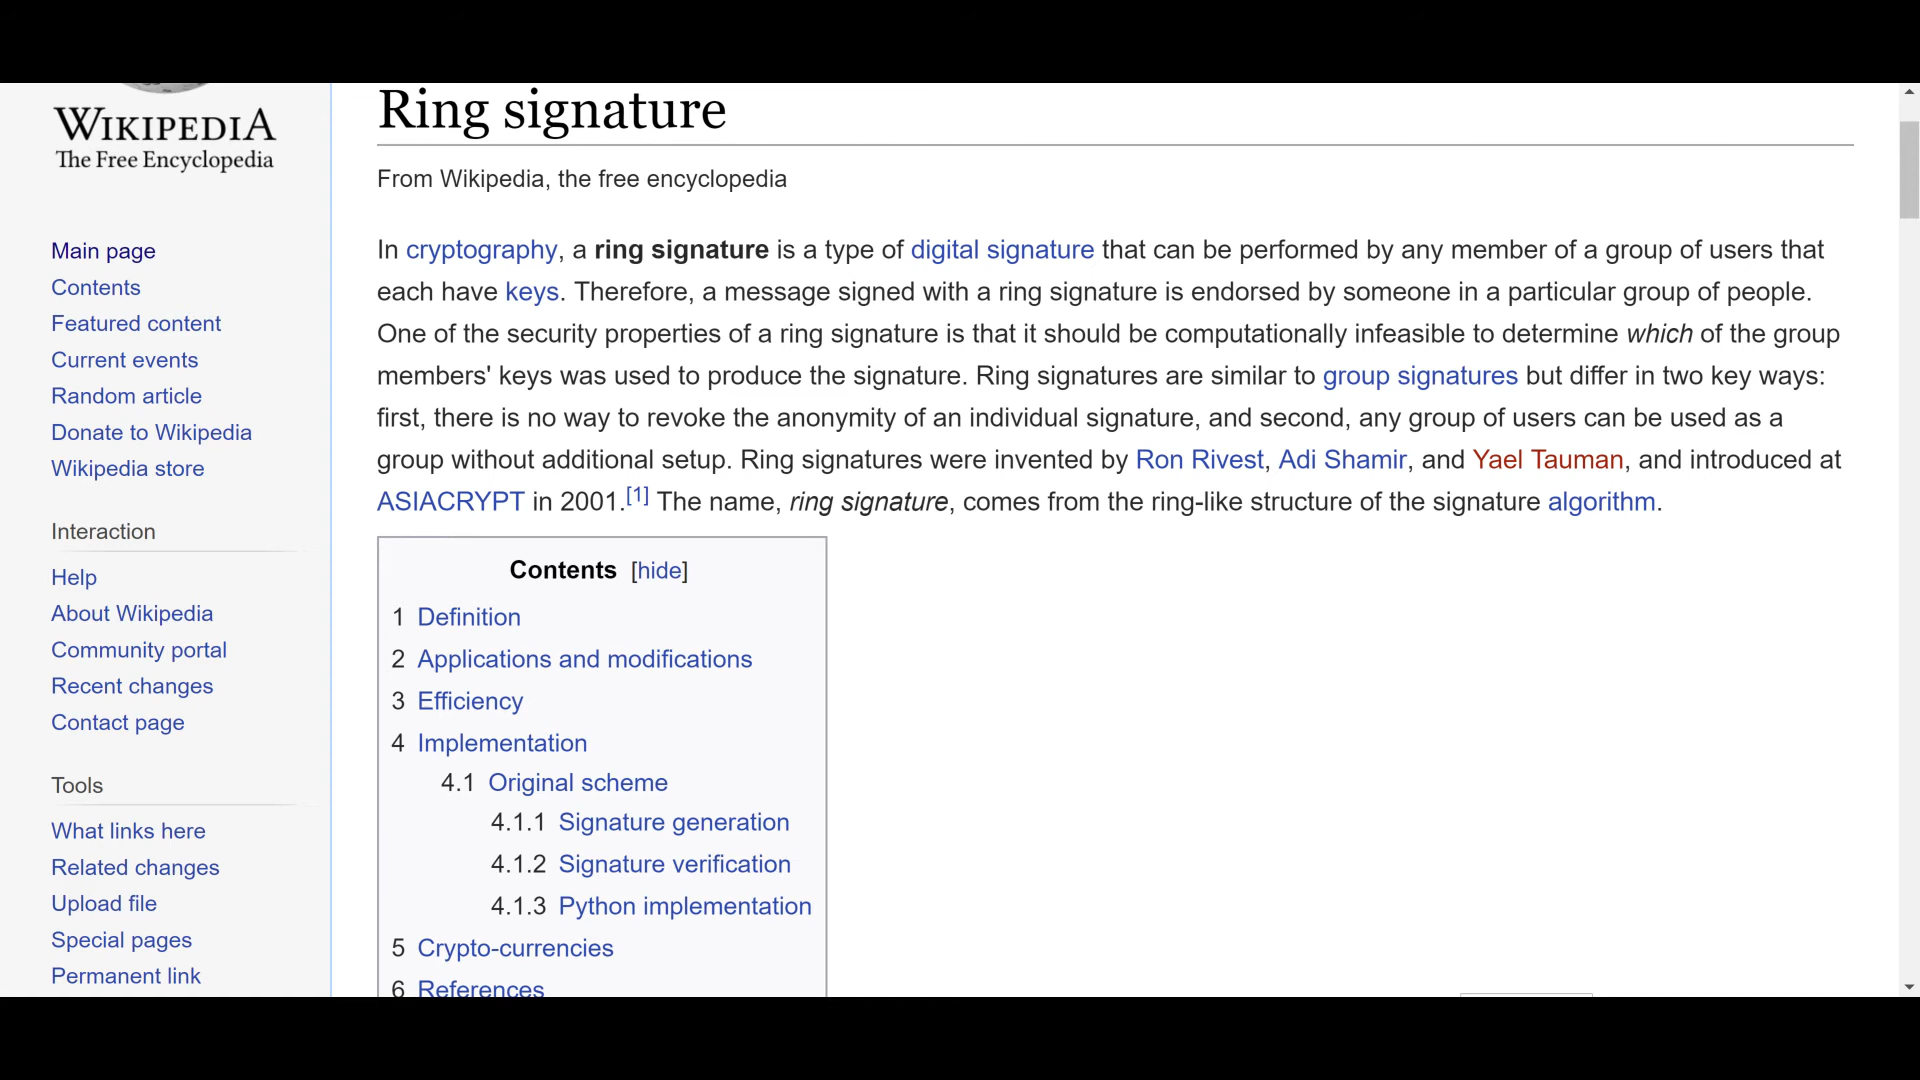 WIKIPEDIA
The Free Encyclopedia
Main page
Contents
Featured content
Current events
Random article
Donate to Wikipedia
Wikipedia store
Interaction
Help
About Wikipedia
Community portal
Recent changes
Contact page
Tools
What links here
Related changes
Upload file
Special pages
Permanent link
Ring signature
From Wikipedia, the free encyclopedia
In cryptography, a ring signature is a type of digital signature that can be performed by any member of a group of users that
each have keys. Therefore, a message signed with a ring signature is endorsed by someone in a particular group of people.
One of the security properties of a ring signature is that it should be computationally infeasible to determine which of the group
members' keys was used to produce the signature. Ring signatures are similar to group signatures but differ in two key ways:
first, there is no way to revoke the anonymity of an individual signature, and second, any group of users can be used as a
group without additional setup. Ring signatures were invented by Ron Rivest, Adi Shamir, and Yael Tauman, and introduced at
ASIACRYPT in 2001.[1] The name, ring signature, comes from the ring-like structure of the signature algorithm.
Contents [hide]
1 Definition
2 Applications and modifications
3 Efficiency
4 Implementation
4.1 Original scheme
4.1.1 Signature generation
4.1.2 Signature verification
4.1.3 Python implementation
5 Crypto-currencies
6 References